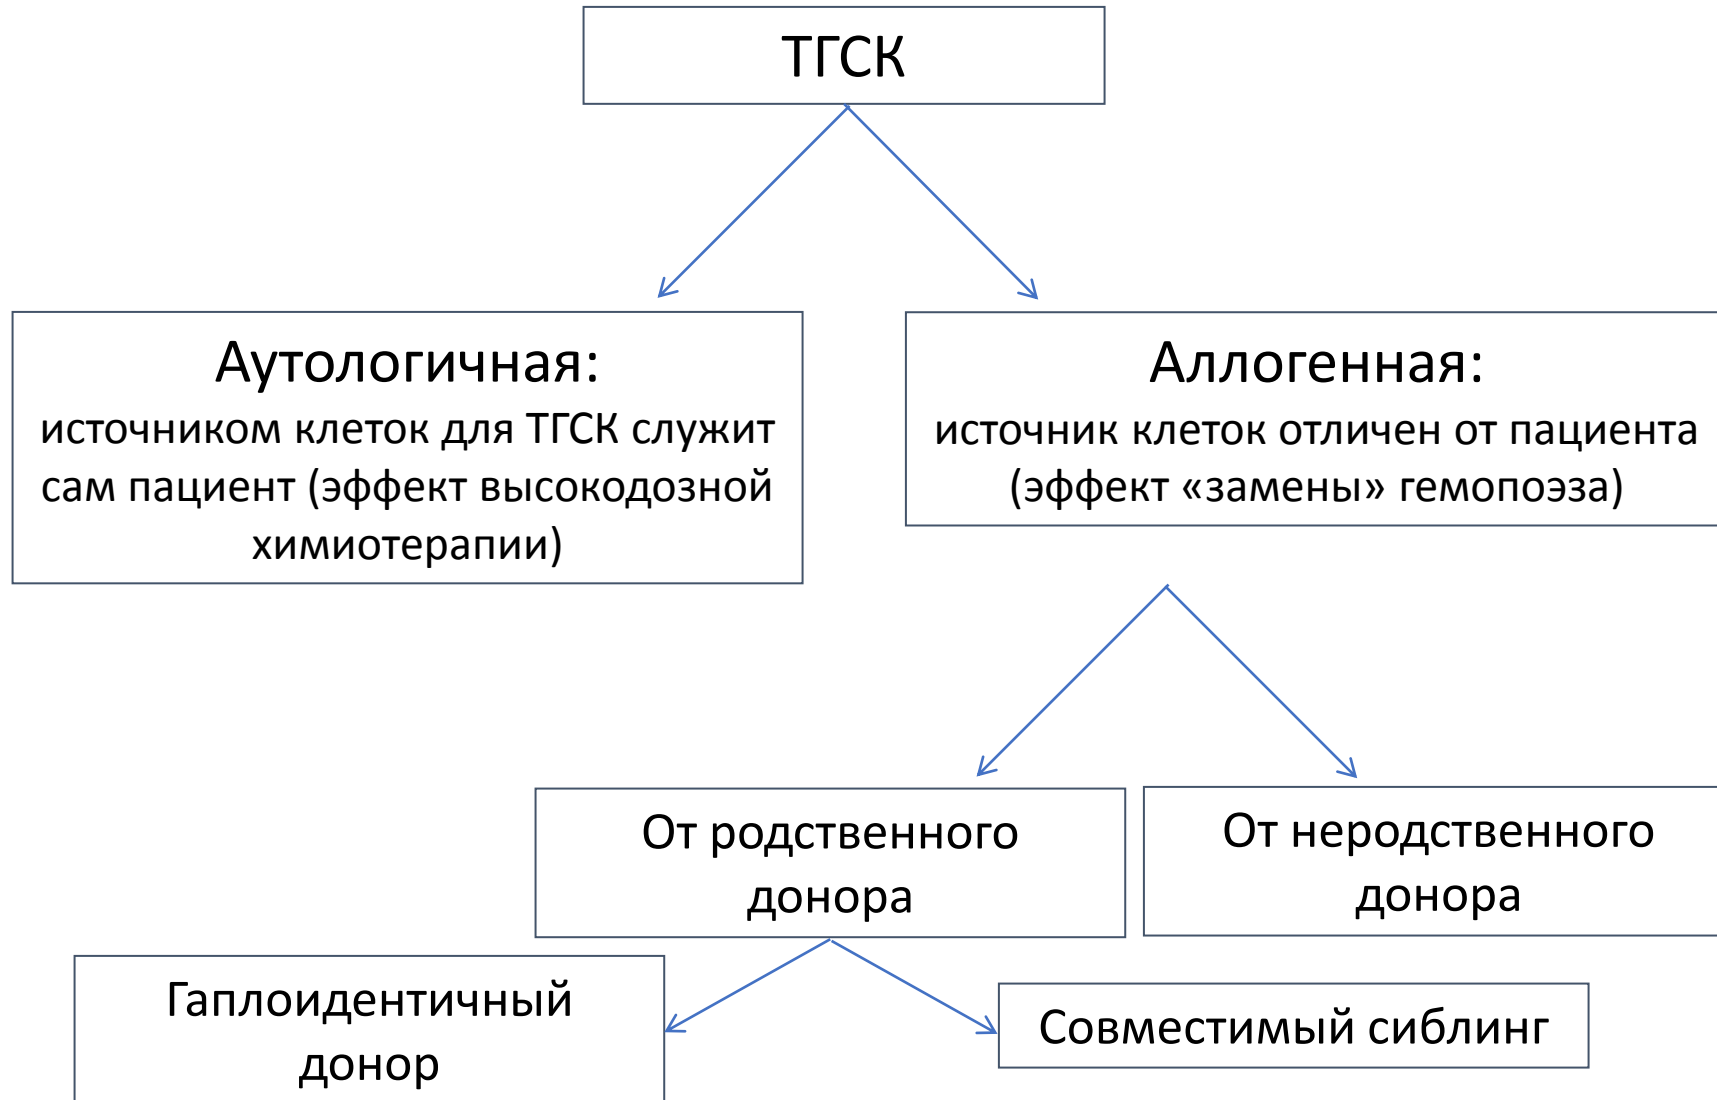 ТГСК
Аутологичная:
источником клеток для ТГСК служит
сам пациент (эффект высокодозной
химиотерапии)
Аллогенная:
источник клеток отличен от пациента
(эффект «замены» гемопоэза)
От родственного
донора
От неродственного
донора
Гаплоидентичный
донор
Совместимый сиблинг